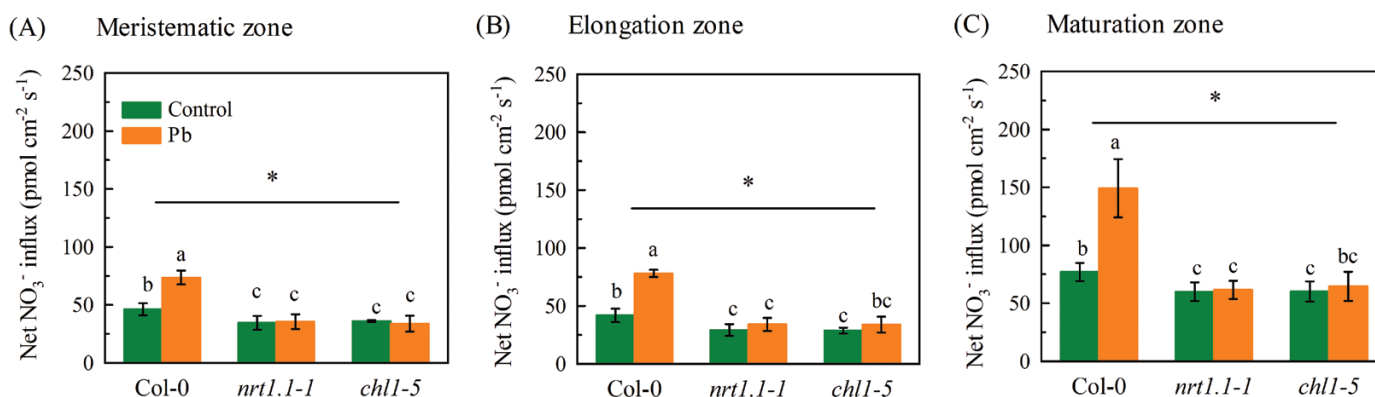 (A) Meristematic zone
Net NO₃⁻ influx (pmol cm⁻² s⁻¹)
250
200
150
100
50
0
Control
Pb
*
b a c c c c
Col-0 nrt1.1-1 chl1-5
(B) Elongation zone
Net NO₃⁻ influx (pmol cm⁻² s⁻¹)
250
200
150
100
50
0
*
b a c c c bc
Col-0 nrt1.1-1 chl1-5
(C) Maturation zone
Net NO₃⁻ influx (pmol cm⁻² s⁻¹)
250
200
150
100
50
0
*
b a c c c bc
Col-0 nrt1.1-1 chl1-5